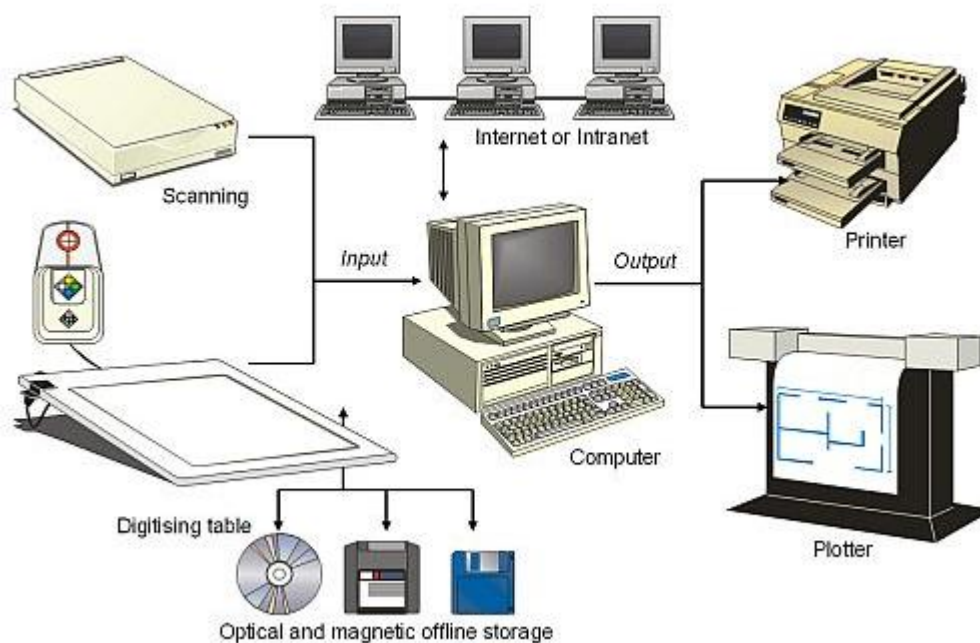 Internet or Intranet
Scanning
Printer
Input
Output
Computer
Digitising table
Plotter
Optical and magnetic offline storage